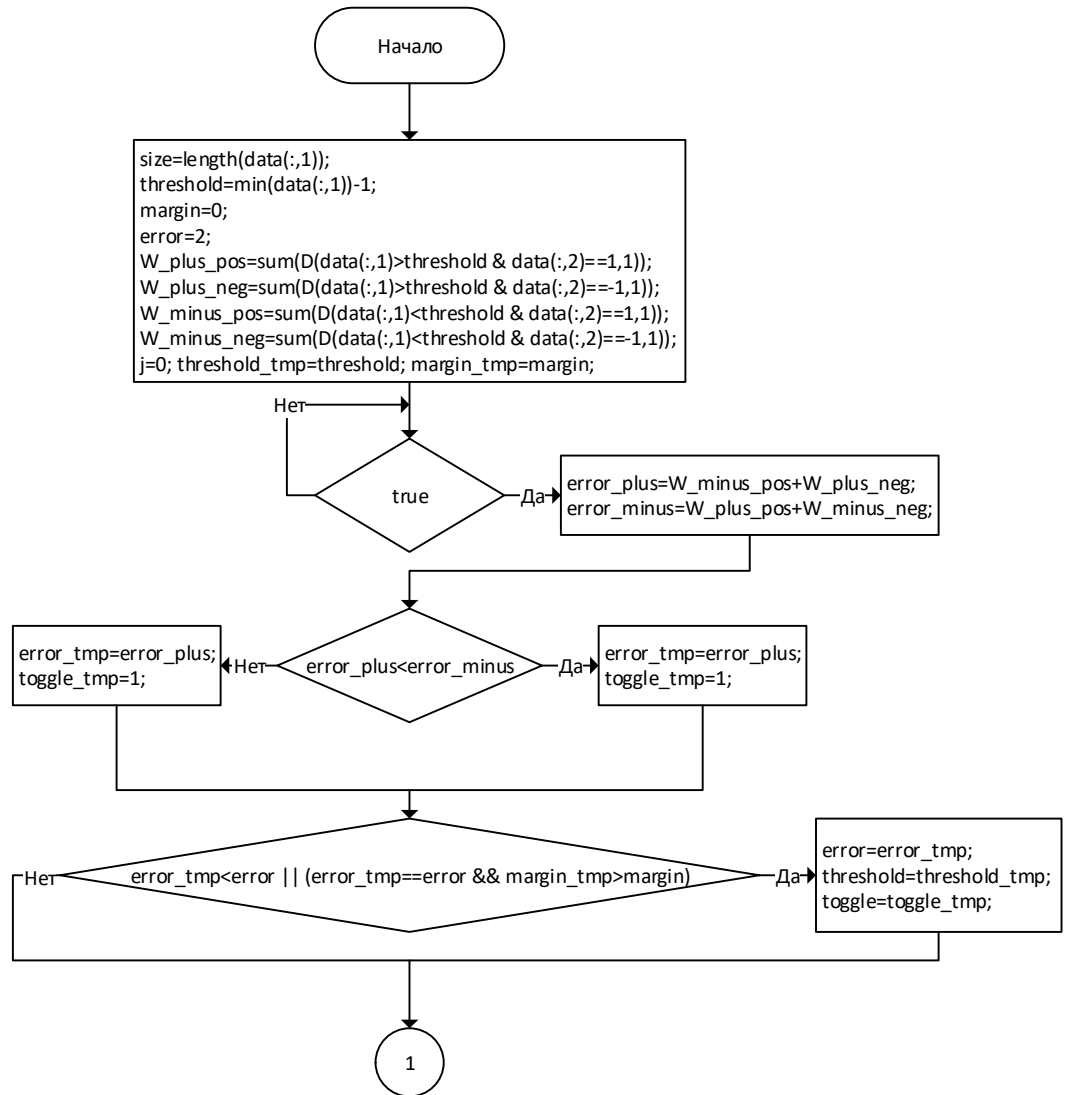 Начало
size=length(data(:,1));
threshold=min(data(:,1))-1;
margin=0;
error=2;
W_plus_pos=sum(D(data(:,1)>threshold & data(:,2)==1,1));
W_plus_neg=sum(D(data(:,1)>threshold & data(:,2)==-1,1));
W_minus_pos=sum(D(data(:,1)<threshold & data(:,2)==1,1));
W_minus_neg=sum(D(data(:,1)<threshold & data(:,2)==-1,1));
j=0; threshold_tmp=threshold; margin_tmp=margin;
Нет
true
Да
error_plus=W_minus_pos+W_plus_neg;
error_minus=W_plus_pos+W_minus_neg;
error_tmp=error_plus;
toggle_tmp=1;
Нет
error_plus<error_minus
Да
error_tmp=error_plus;
toggle_tmp=1;
Нет
error_tmp<error || (error_tmp==error && margin_tmp>margin)
Да
error=error_tmp;
threshold=threshold_tmp;
toggle=toggle_tmp;
1